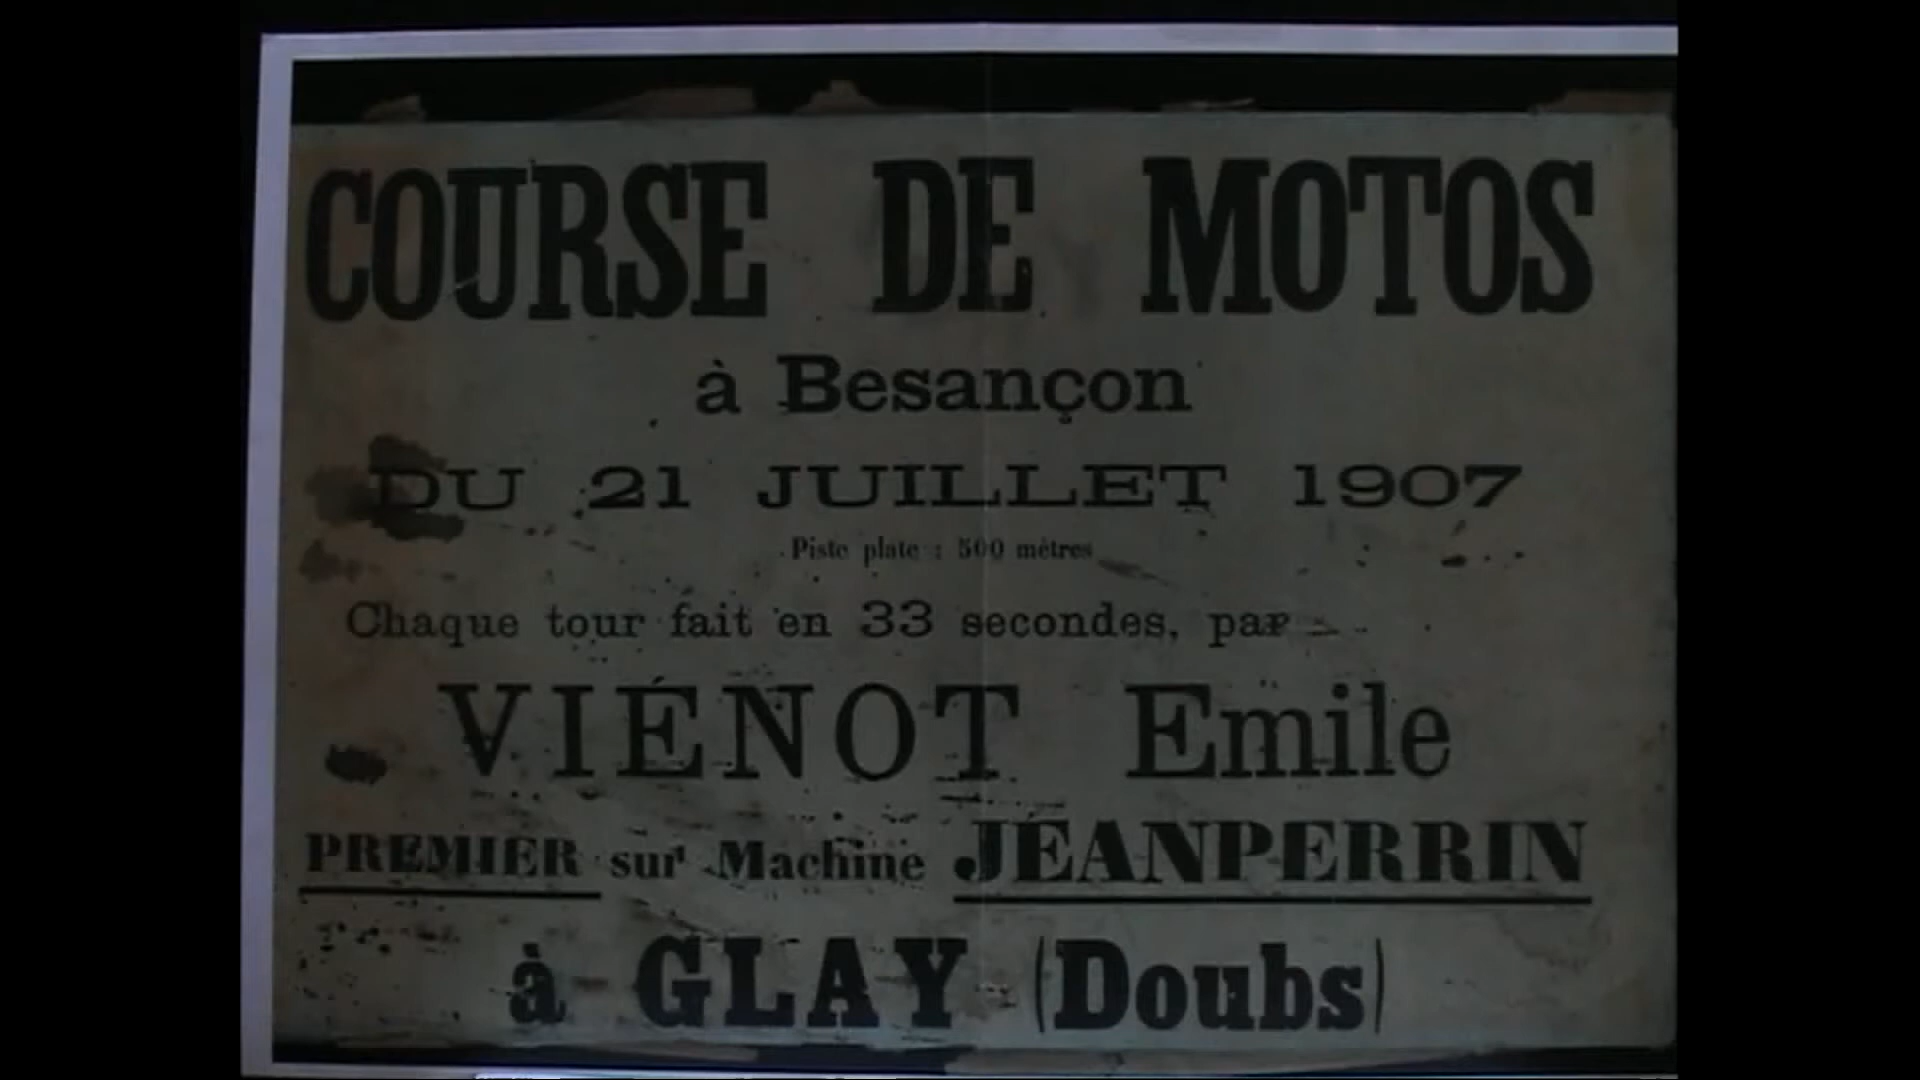 COURSE DE MOTOS
à Besançon
DU 21 JUILLET 1907
Piste plate : 500 mètres
Chaque tour fait en 33 secondes, par
VIÉNOT Emile
PREMIER sur Machine JEANPERRIN
à GLAY (Doubs)